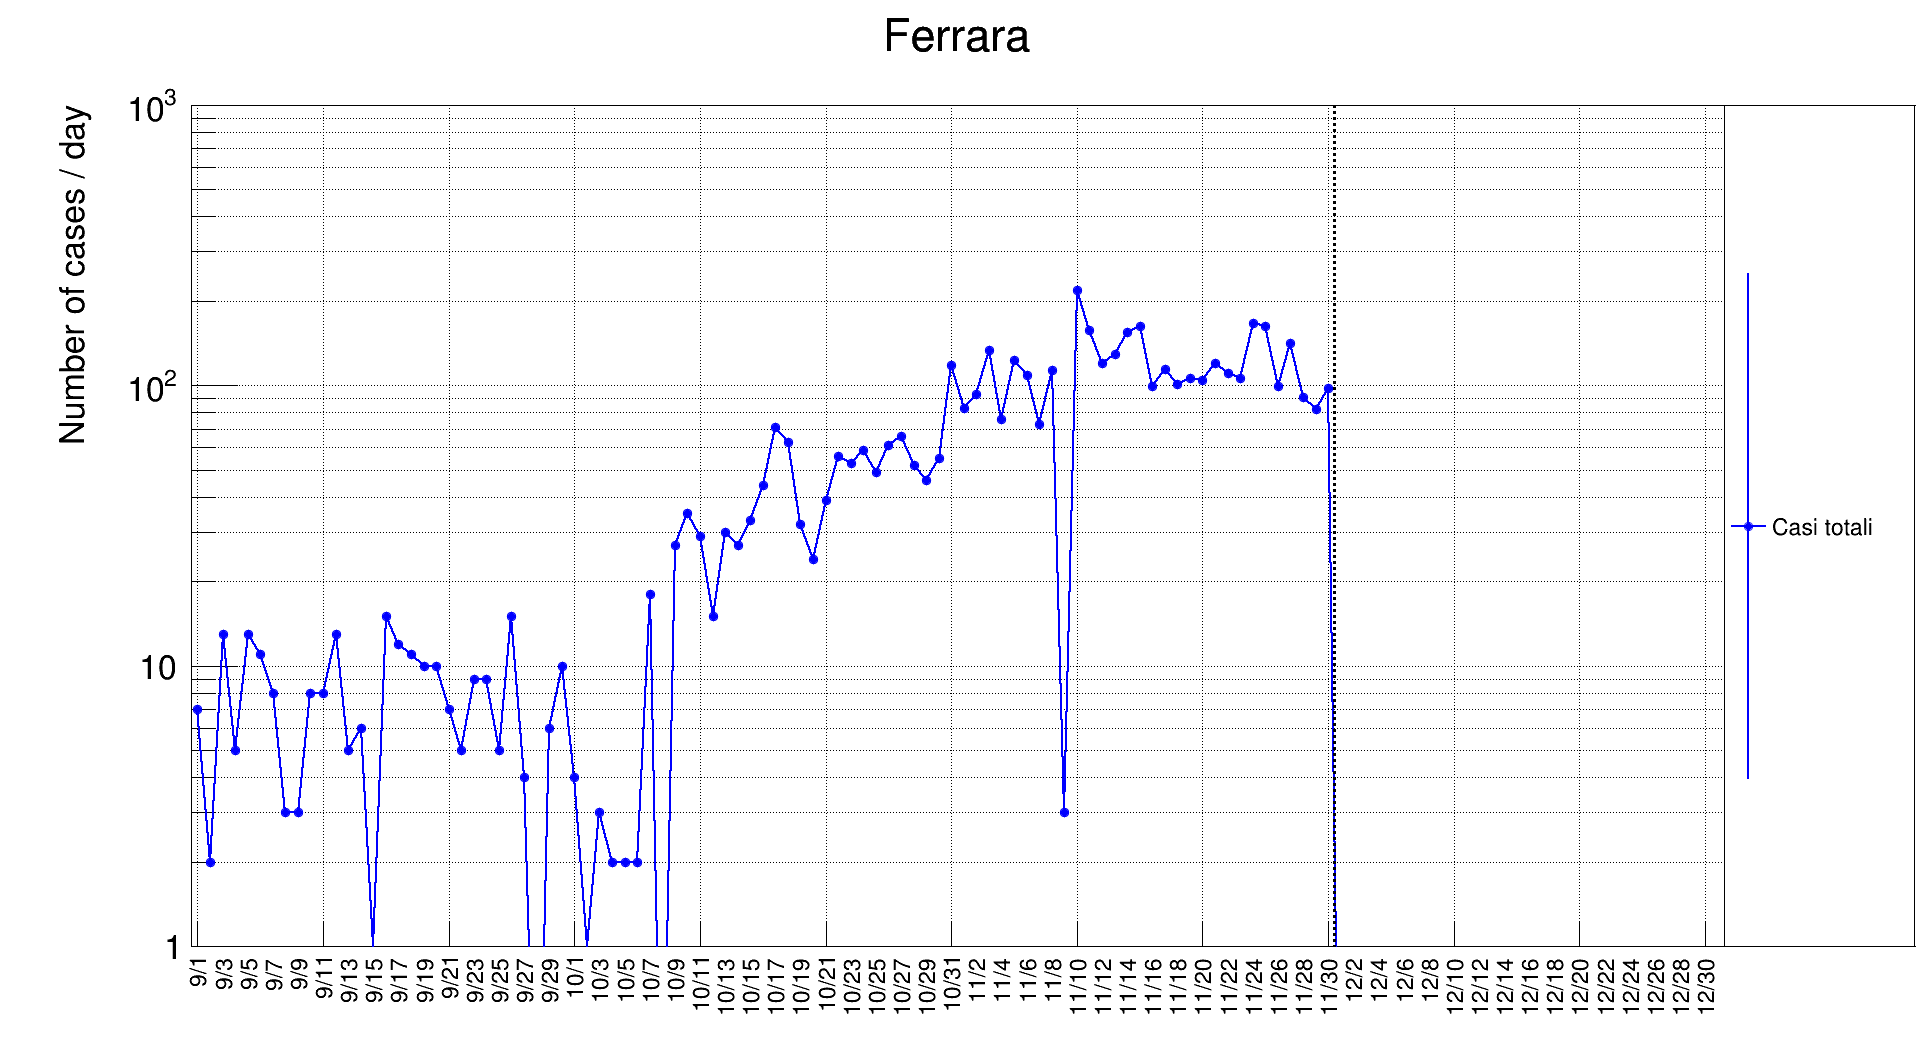 Ferrara
Number of cases / day
10³
10²
10
1
9/1 9/3 9/5 9/7 9/9 9/11 9/13 9/15 9/17 9/19 9/21 9/23 9/25 9/27 9/29 10/1 10/3 10/5 10/7 10/9 10/11 10/13 10/15 10/17 10/19 10/21 10/23 10/25 10/27 10/29 10/31 11/2 11/4 11/6 11/8 11/10 11/12 11/14 11/16 11/18 11/20 11/22 11/24 11/26 11/28 11/30 12/2 12/4 12/6 12/8 12/10 12/12 12/14 12/16 12/18 12/20 12/22 12/24 12/26 12/28 12/30
Casi totali